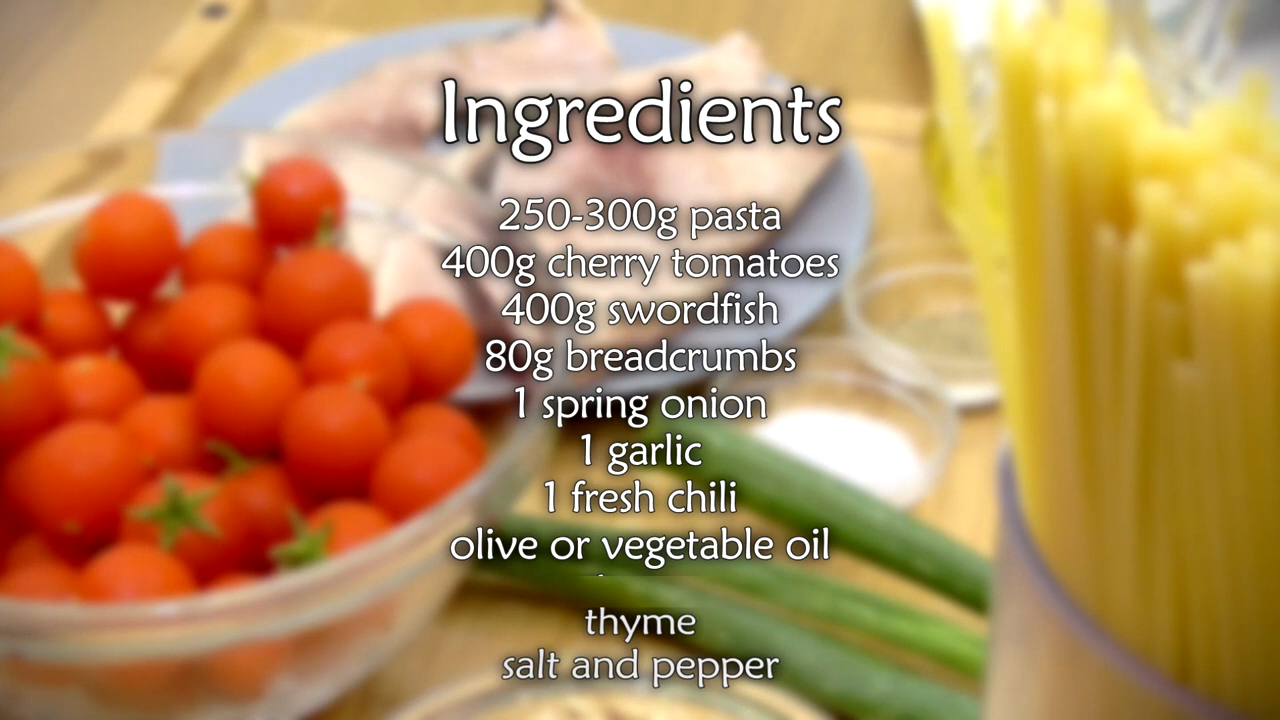 Ingredients
250-300g pasta
400g cherry tomatoes
400g swordfish
80g breadcrumbs
1 spring onion
1 garlic
1 fresh chili
olive or vegetable oil
thyme
salt and pepper